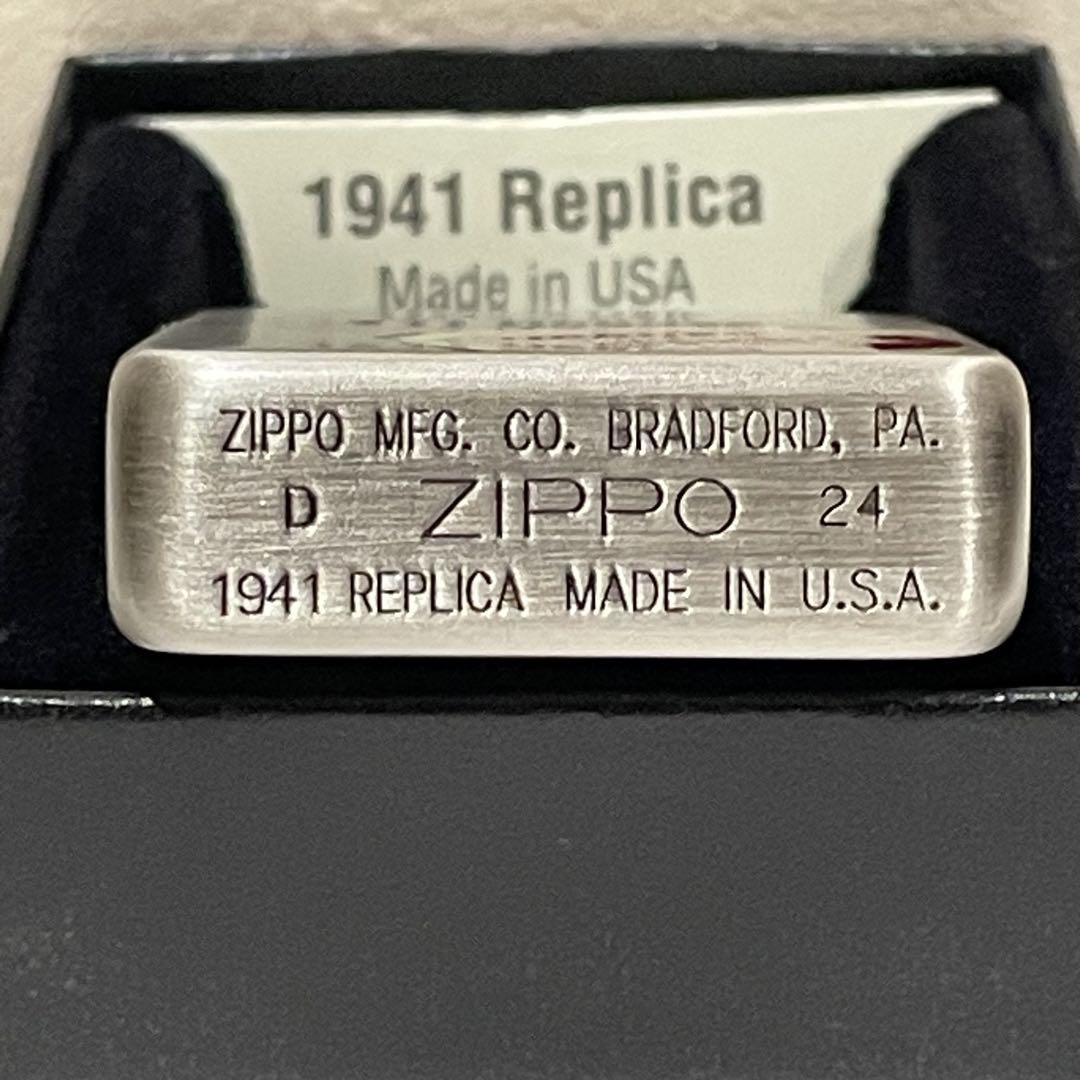 1941 Replica
Made in USA
ZIPPO MFG. CO. BRADFORD, PA.
D ZIPPO 24
1941 REPLICA MADE IN U.S.A.